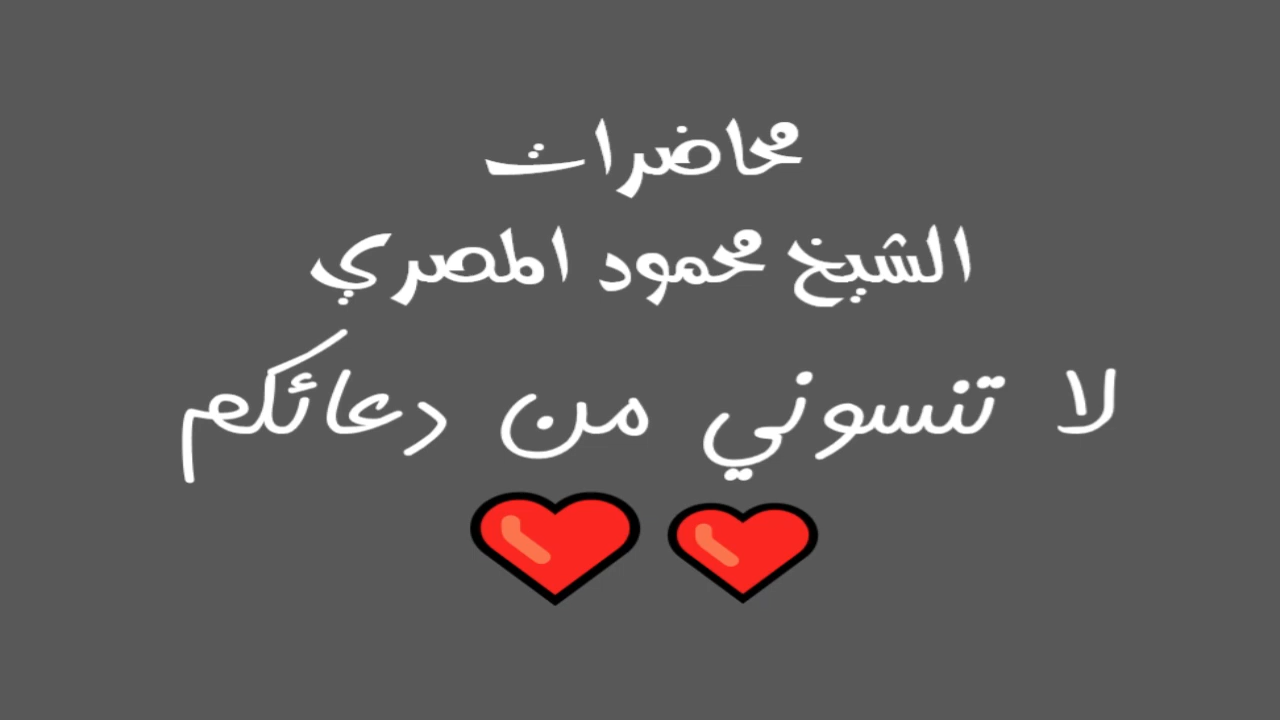 محاضرات
الشيخ محمود المصري
لا تنسوني من دعائكم